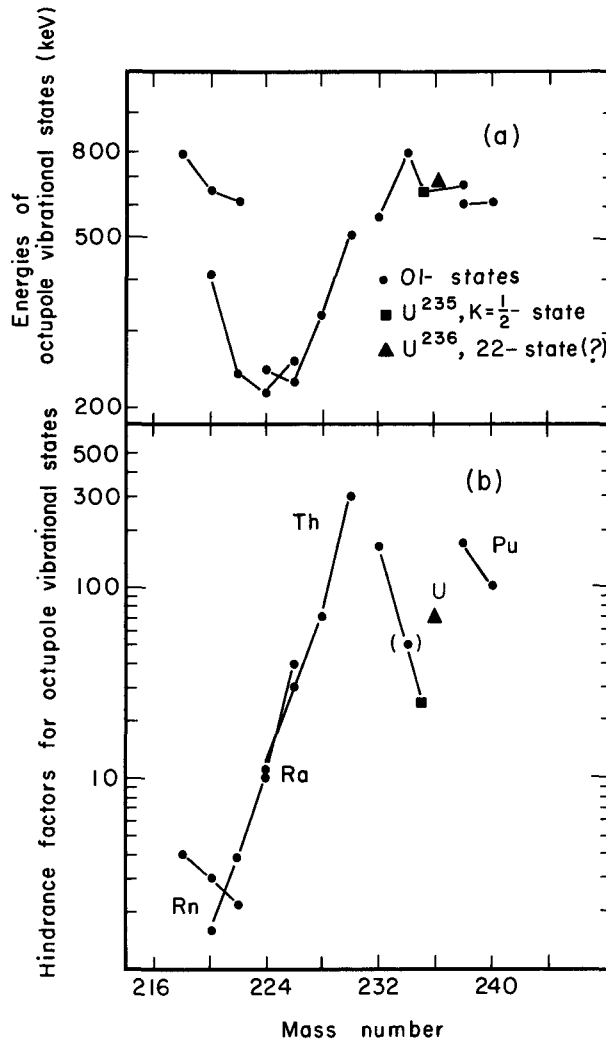 Energies of
octupole vibrational states (keV)
800
500
200
(a)
● 01- states
■ U²³⁵, K=½- state
▲ U²³⁶, 22-state(?)
Hindrance factors for octupole vibrational states
500
300
100
10
(b)
Th
Pu
U
( )
Ra
Rn
216
224
232
240
Mass number